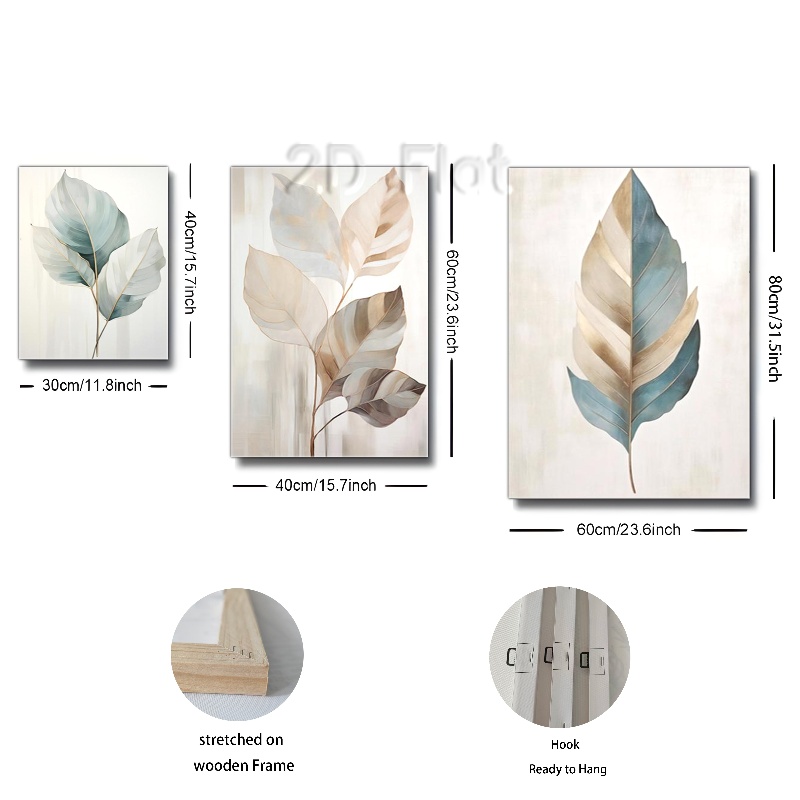 2D Flat
40cm/15.7inch
30cm/11.8inch
60cm/23.6inch
40cm/15.7inch
80cm/31.5inch
60cm/23.6inch
stretched on
wooden Frame
Hook
Ready to Hang